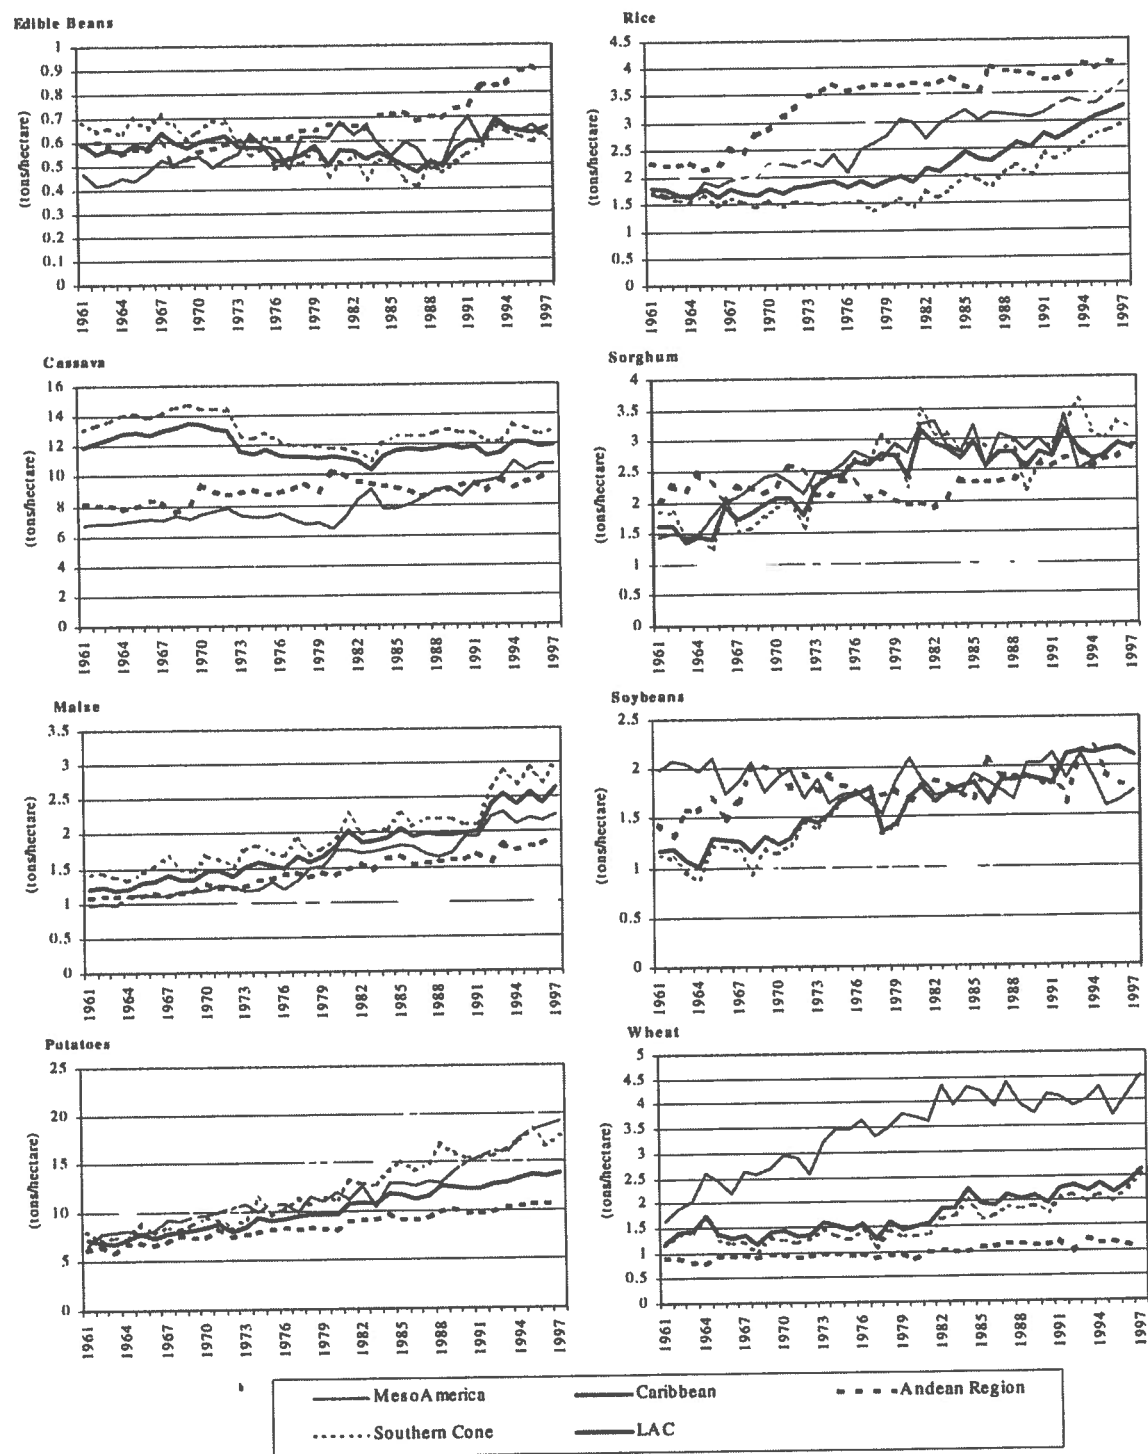 Edible Beans
(tons/hectare)
1
0.9
0.8
0.7
0.6
0.5
0.4
0.3
0.2
0.1
0
1961 1964 1967 1970 1973 1976 1979 1982 1985 1988 1991 1994 1997
Rice
(tons/hectare)
4.5
4
3.5
3
2.5
2
1.5
1
0.5
0
1961 1964 1967 1970 1973 1976 1979 1982 1985 1988 1991 1994 1997
Cassava
(tons/hectare)
16
14
12
10
8
6
4
2
0
1961 1964 1967 1970 1973 1976 1979 1982 1985 1988 1991 1994 1997
Sorghum
(tons/hectare)
4
3.5
3
2.5
2
1.5
1
0.5
0
1961 1964 1967 1970 1973 1976 1979 1982 1985 1988 1991 1994 1997
Maize
(tons/hectare)
3.5
3
2.5
2
1.5
1
0.5
0
1961 1964 1967 1970 1973 1976 1979 1982 1985 1988 1991 1994 1997
Soybeans
(tons/hectare)
2.5
2
1.5
1
0.5
0
1961 1964 1967 1970 1973 1976 1979 1982 1985 1988 1991 1994 1997
Potatoes
(tons/hectare)
25
20
15
10
5
0
1961 1964 1967 1970 1973 1976 1979 1982 1985 1988 1991 1994 1997
Wheat
(tons/hectare)
5
4.5
4
3.5
3
2.5
2
1.5
1
0.5
0
1961 1964 1967 1970 1973 1976 1979 1982 1985 1988 1991 1994 1997
MesoAmerica Caribbean Andean Region
Southern Cone LAC